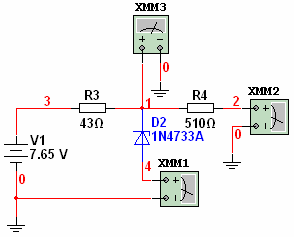 XMM3
+ -
0
XMM2
3
R3
1
R4
2
+
-
43Ω
510Ω
0
D2
1N4733A
V1
7.65 V
4
XMM1
+
-
0
0